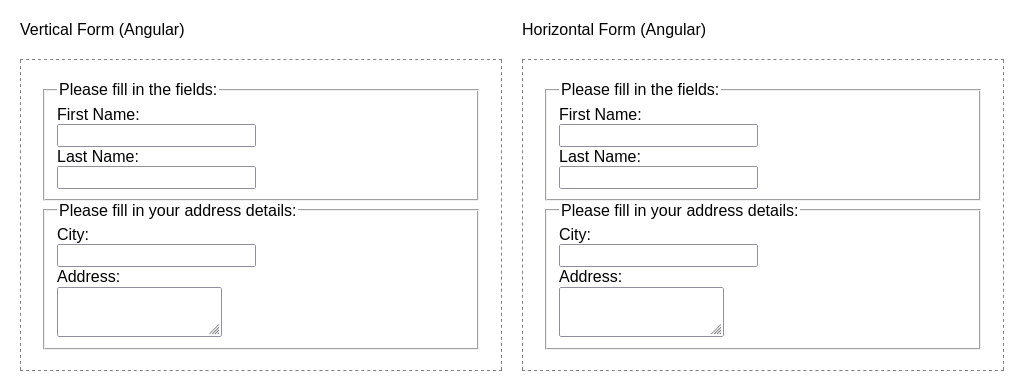 Vertical Form (Angular)
Please fill in the fields:
First Name:
Last Name:
Please fill in your address details:
City:
Address:
Horizontal Form (Angular)
Please fill in the fields:
First Name:
Last Name:
Please fill in your address details:
City:
Address: